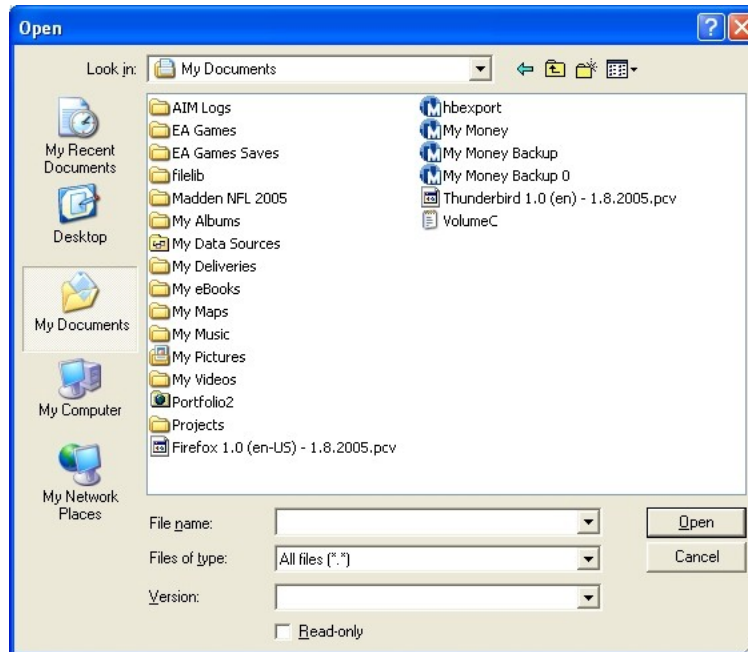 Open
Look in:
My Documents
My Recent
Documents
Desktop
My Documents
My Computer
My Network
Places
AIM Logs
EA Games
EA Games Saves
filelib
Madden NFL 2005
My Albums
My Data Sources
My Deliveries
My eBooks
My Maps
My Music
My Pictures
My Videos
Portfolio2
Projects
Firefox 1.0 (en-US) - 1.8.2005.pcv
hbexport
My Money
My Money Backup
My Money Backup 0
Thunderbird 1.0 (en) - 1.8.2005.pcv
VolumeC
File name:
Open
Files of type:
All files (*.*)
Cancel
Version:
Read-only